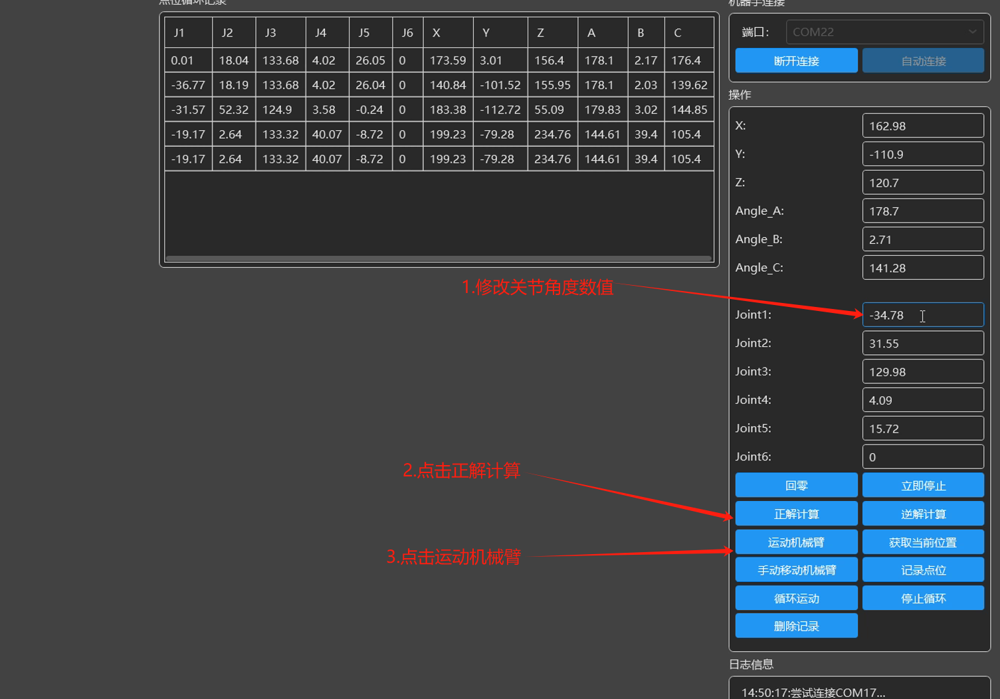 点位循环记录
J1 J2 J3 J4 J5 J6 X Y Z A B C
0.01 18.04 133.68 4.02 26.05 0 173.59 3.01 156.4 178.1 2.17 176.4
-36.77 18.19 133.68 4.02 26.04 0 140.84 -101.52 155.95 178.1 2.03 139.62
-31.57 52.32 124.9 3.58 -0.24 0 183.38 -112.72 55.09 179.83 3.02 144.85
-19.17 2.64 133.32 40.07 -8.72 0 199.23 -79.28 234.76 144.61 39.4 105.4
-19.17 2.64 133.32 40.07 -8.72 0 199.23 -79.28 234.76 144.61 39.4 105.4
1.修改关节角度数值
2.点击正解计算
3.点击运动机械臂
机器手连接
端口: COM22
断开连接 自动连接
操作
X: 162.98
Y: -110.9
Z: 120.7
Angle_A: 178.7
Angle_B: 2.71
Angle_C: 141.28
Joint1: -34.78
Joint2: 31.55
Joint3: 129.98
Joint4: 4.09
Joint5: 15.72
Joint6: 0
回零 立即停止
正解计算 逆解计算
运动机械臂 获取当前位置
手动移动机械臂 记录点位
循环运动 停止循环
删除记录
日志信息
14:50:17:尝试连接COM17...